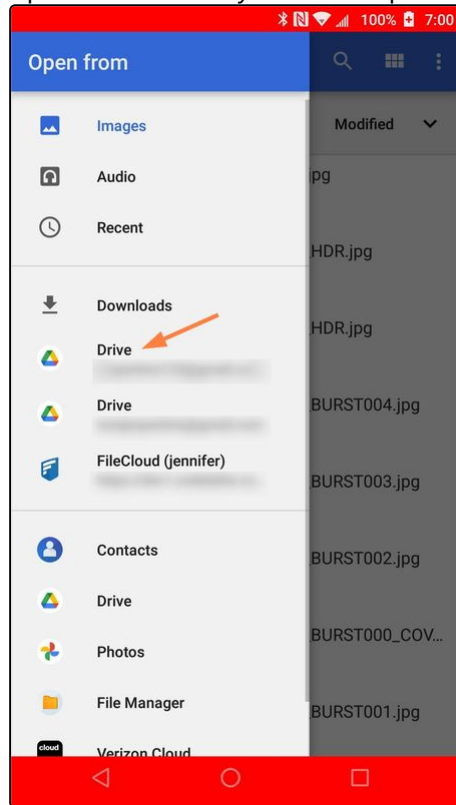 100% 7:00
Open from
Images
Modified
Audio
pg
Recent
HDR.jpg
Downloads
HDR.jpg
Drive
Drive
BURST004.jpg
FileCloud (jennifer)
BURST003.jpg
Contacts
BURST002.jpg
Drive
Photos
BURST000_COV...
File Manager
BURST001.jpg
cloud
Verizon Cloud